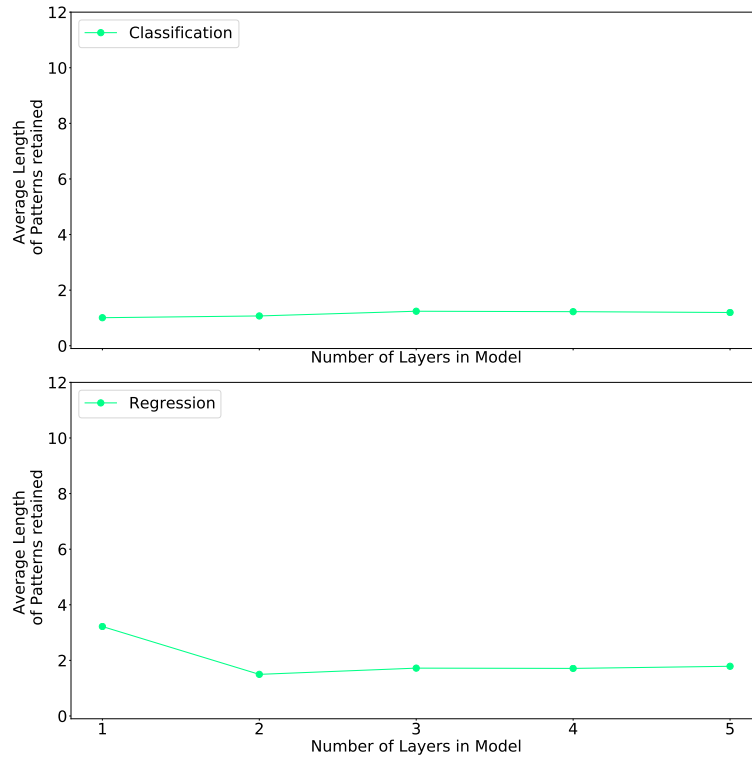 12
10
8
6
4
2
0
Average Length
of Patterns retained
Classification
Number of Layers in Model
12
10
8
6
4
2
0
Average Length
of Patterns retained
Regression
1 2 3 4 5
Number of Layers in Model